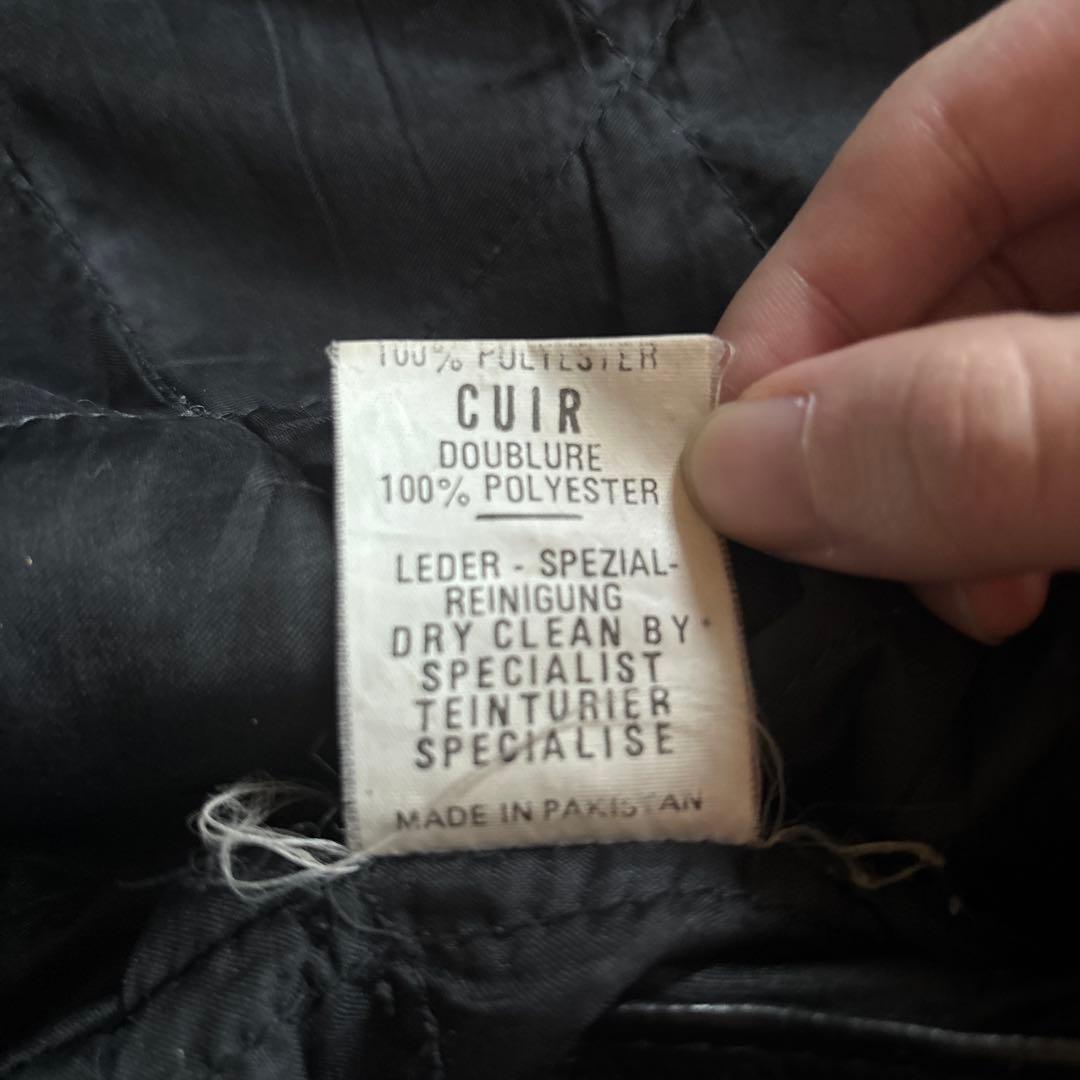 100% POLYESTER
CUIR
DOUBLURE
100% POLYESTER
LEDER - SPEZIAL-
REINIGUNG
DRY CLEAN BY
SPECIALIST
TEINTURIER
SPECIALISE
MADE IN PAKISTAN